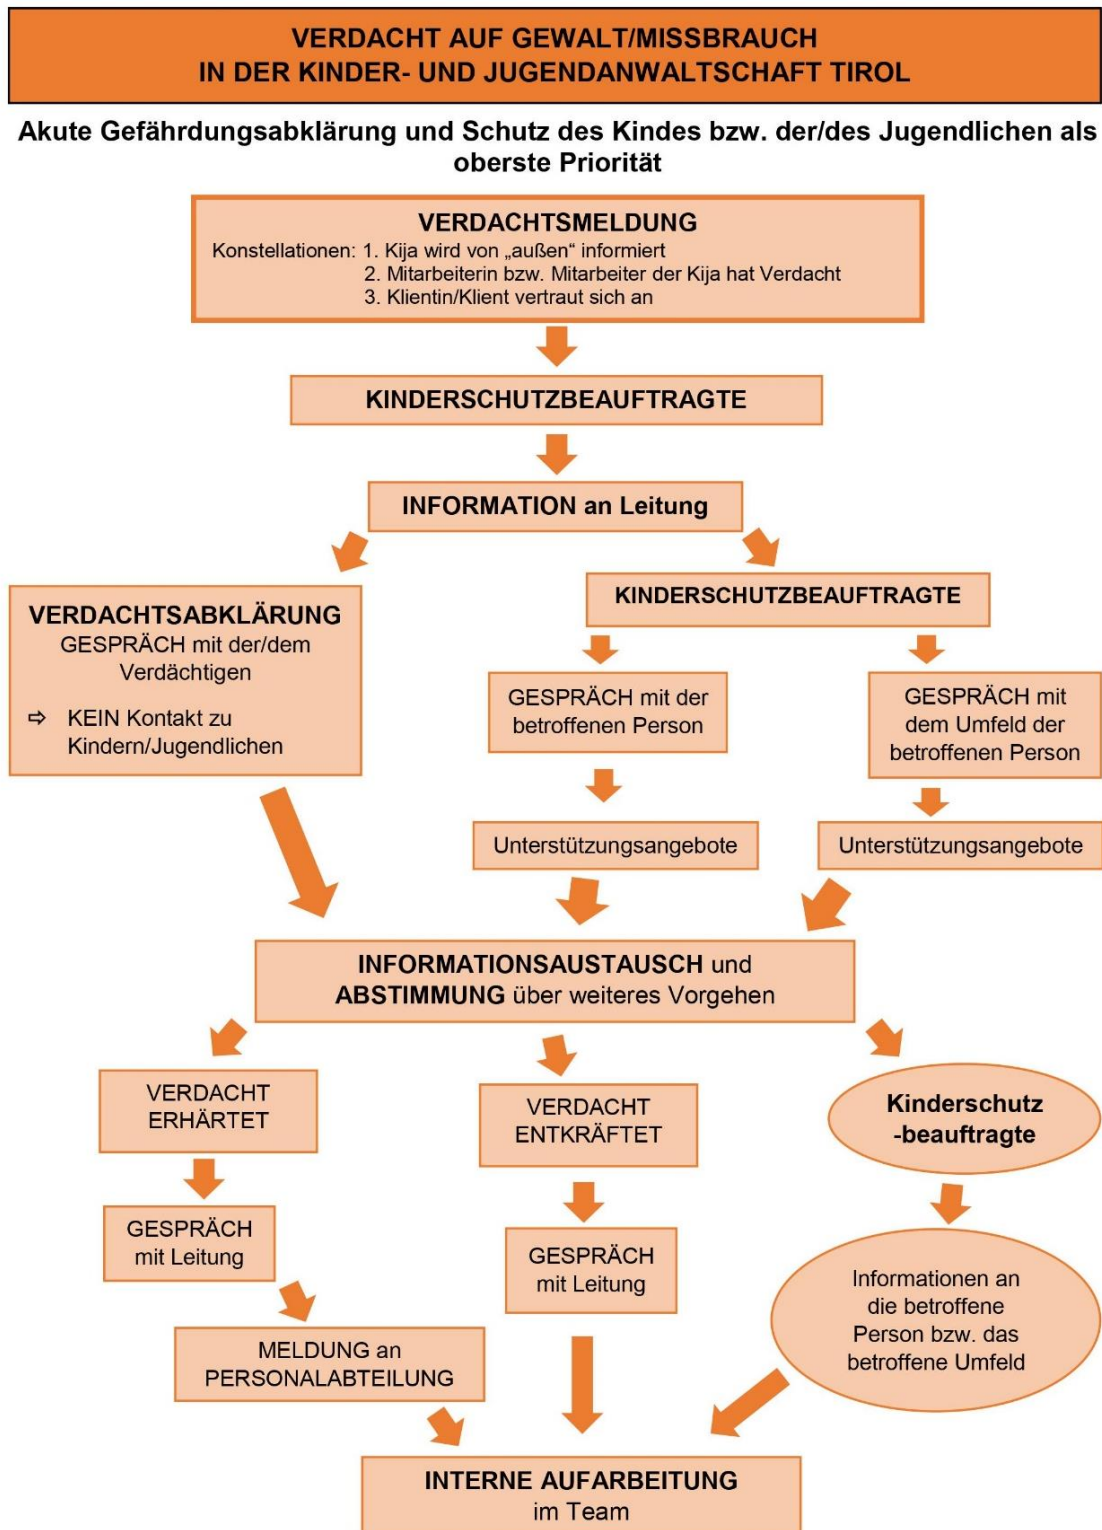 VERDACHT AUF GEWALT/MISSBRAUCH
IN DER KINDER- UND JUGENDANWALTSCHAFT TIROL
Akute Gefährdungsabklärung und Schutz des Kindes bzw. der/des Jugendlichen als
oberste Priorität
VERDACHTSMELDUNG
Konstellationen: 1. Kija wird von „außen“ informiert
2. Mitarbeiterin bzw. Mitarbeiter der Kija hat Verdacht
3. Klientin/Klient vertraut sich an
KINDERSCHUTZBEAUFTRAGTE
INFORMATION an Leitung
VERDACHTSABKLÄRUNG
GESPRÄCH mit der/dem
Verdächtigen
⇨ KEIN Kontakt zu
Kindern/Jugendlichen
KINDERSCHUTZBEAUFTRAGTE
GESPRÄCH mit der
betroffenen Person
GESPRÄCH mit
dem Umfeld der
betroffenen Person
Unterstützungsangebote
Unterstützungsangebote
INFORMATIONSAUSTAUSCH und
ABSTIMMUNG über weiteres Vorgehen
VERDACHT
ERHÄRTET
VERDACHT
ENTKRÄFTET
Kinderschutz
-beauftragte
GESPRÄCH
mit Leitung
GESPRÄCH
mit Leitung
Informationen an
die betroffene
Person bzw. das
betroffene Umfeld
MELDUNG an
PERSONALABTEILUNG
INTERNE AUFARBEITUNG
im Team